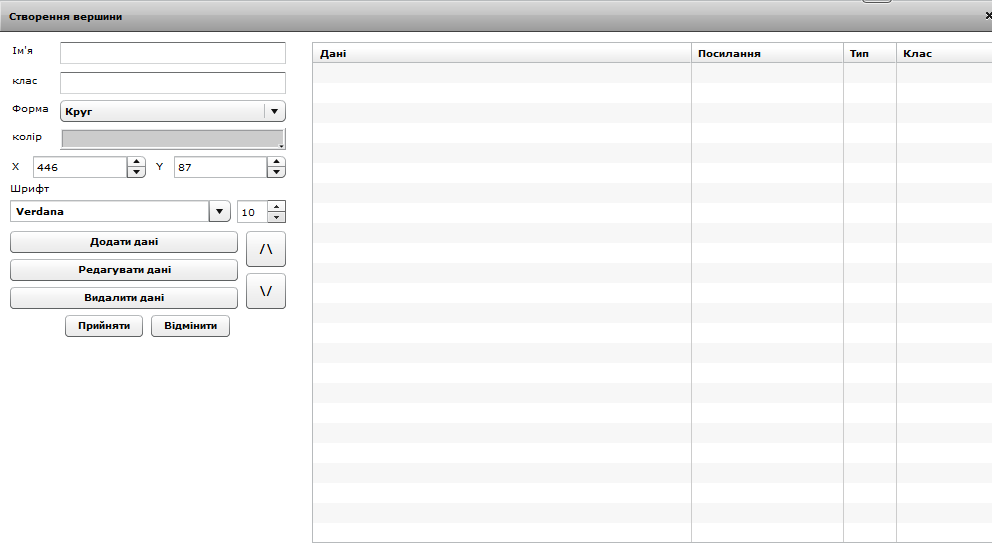 Створення вершини
Ім'я
клас
Форма Круг
колір
X 446 Y 87
Шрифт
Verdana 10
Додати дані
/\
Редагувати дані
Видалити дані
\/
Прийняти Відмінити
Дані Посилання Тип Клас